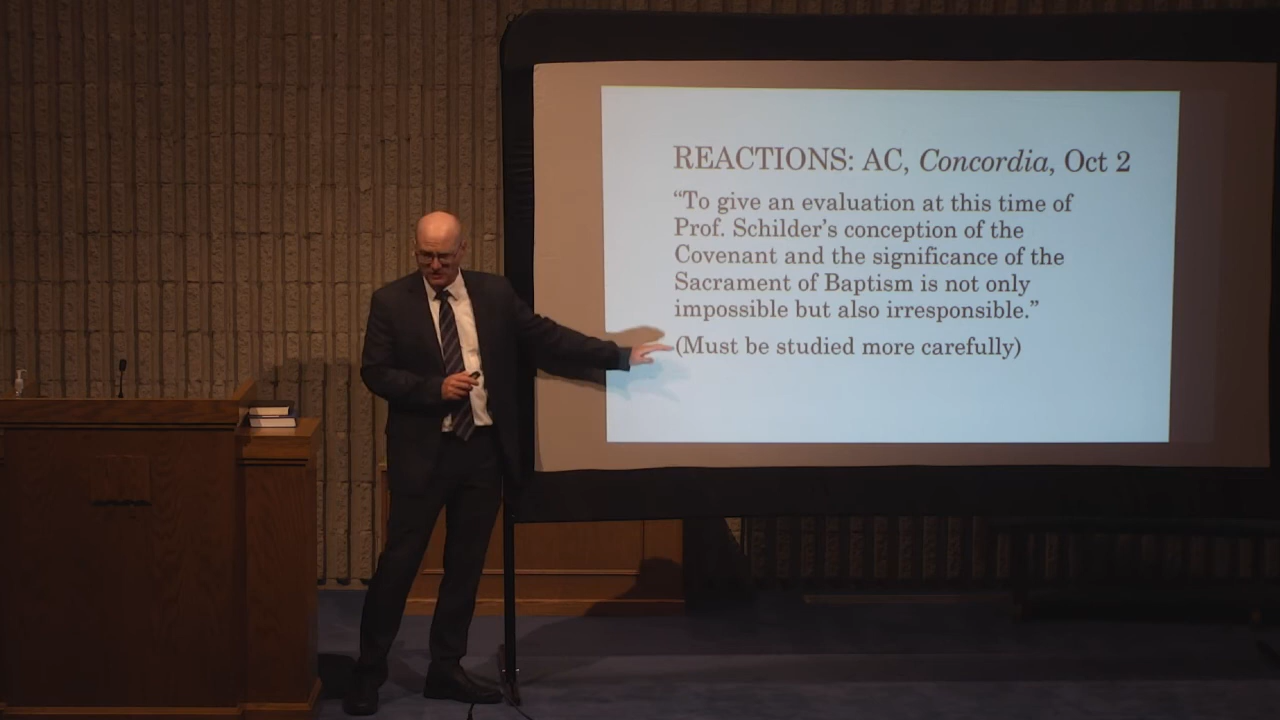 REACTIONS: AC, Concordia, Oct 2
“To give an evaluation at this time of
Prof. Schilder’s conception of the
Covenant and the significance of the
Sacrament of Baptism is not only
impossible but also irresponsible.”
(Must be studied more carefully)